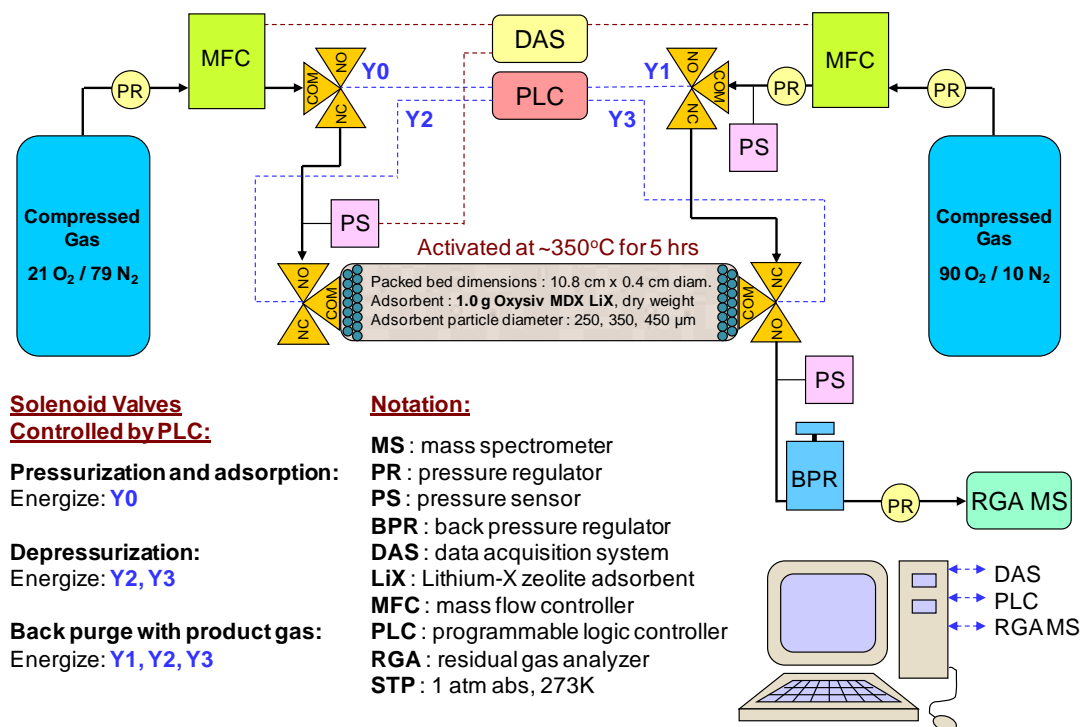 MFC
DAS
MFC
PR
COM
NO
NC
Y0
PLC
Y1
NO
COM
NC
PR
PR
Y2
Y3
PS
Compressed
Gas
21 O₂ / 79 N₂
PS
Compressed
Gas
90 O₂ / 10 N₂
Activated at ~350°C for 5 hrs
NO
COM
NC
Packed bed dimensions : 10.8 cm x 0.4 cm diam.
Adsorbent : 1.0 g Oxysiv MDX LiX, dry weight
Adsorbent particle diameter : 250, 350, 450 µm
NC
COM
NO
PS
BPR
PR
RGA MS
Solenoid Valves
Controlled by PLC:
Pressurization and adsorption:
Energize: Y0
Depressurization:
Energize: Y2, Y3
Back purge with product gas:
Energize: Y1, Y2, Y3
Notation:
MS : mass spectrometer
PR : pressure regulator
PS : pressure sensor
BPR : back pressure regulator
DAS : data acquisition system
LiX : Lithium-X zeolite adsorbent
MFC : mass flow controller
PLC : programmable logic controller
RGA : residual gas analyzer
STP : 1 atm abs, 273K
DAS
PLC
RGA MS